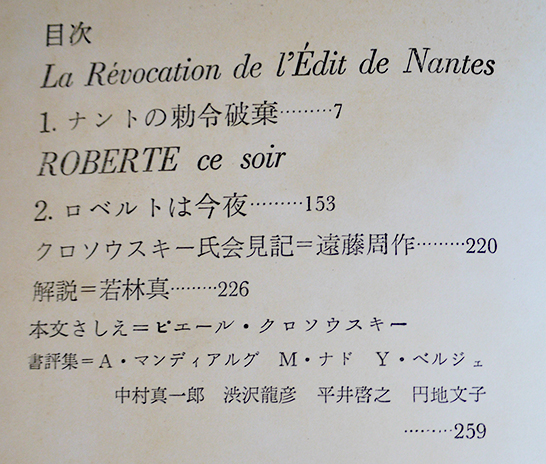 目次
La Révocation de l'Édit de Nantes
1. ナントの勅令破棄………7
ROBERTE ce soir
2. ロベルトは今夜………153
クロソウスキー氏会見記=遠藤周作………220
解説=若林真………226
本文さしえ=ピエール・クロソウスキー
書評集=A・マンディアルグ M・ナド Y・ベルジェ
中村真一郎 渋沢龍彦 平井啓之 円地文子
………259